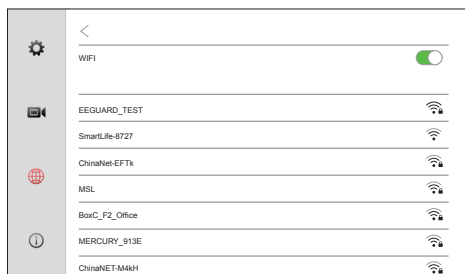 WIFI
EEGUARD_TEST
SmartLife-8727
ChinaNet-EFTk
MSL
BoxC_F2_Office
MERCURY_913E
ChinaNET-M4kH